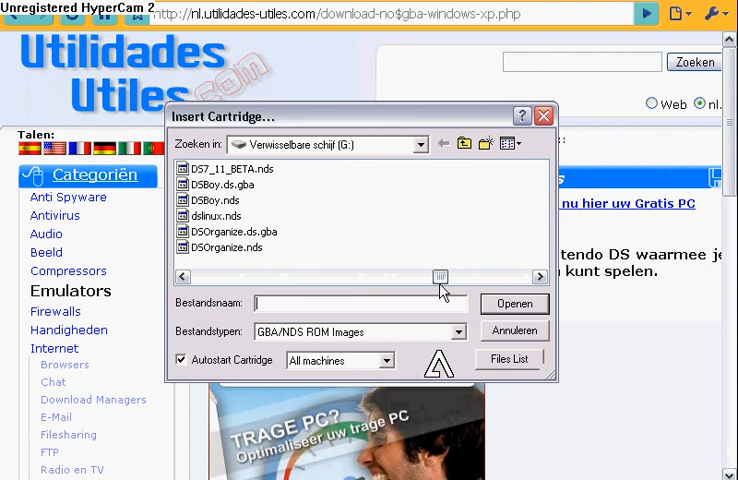 Unregistered HyperCam 2
http://nl.utilidades-utiles.com/download-no$gba-windows-xp.php
Utilidades
Utiles.com
Zoeken
Web
nl.
Talen:
Categoriën
Anti Spyware
Antivirus
Audio
Beeld
Compressors
Emulators
Firewalls
Handigheden
Internet
Browsers
Chat
Download Managers
E-Mail
Filesharing
FTP
Radio en TV
Insert Cartridge...
Zoeken in:
Verwisselbare schijf (G:)
DS7_11_BETA.nds
DSBoy.ds.gba
DSBoy.nds
dslinux.nds
DSOrganize.ds.gba
DSOrganize.nds
Bestandsnaam:
Openen
Bestandstypen:
GBA/NDS ROM Images
Annuleren
Autostart Cartridge
All machines
Files List
nu hier uw Gratis PC
tendo DS waarmee je
kunt spelen.
TRAGE PC?
Optimaliseer uw trage PC